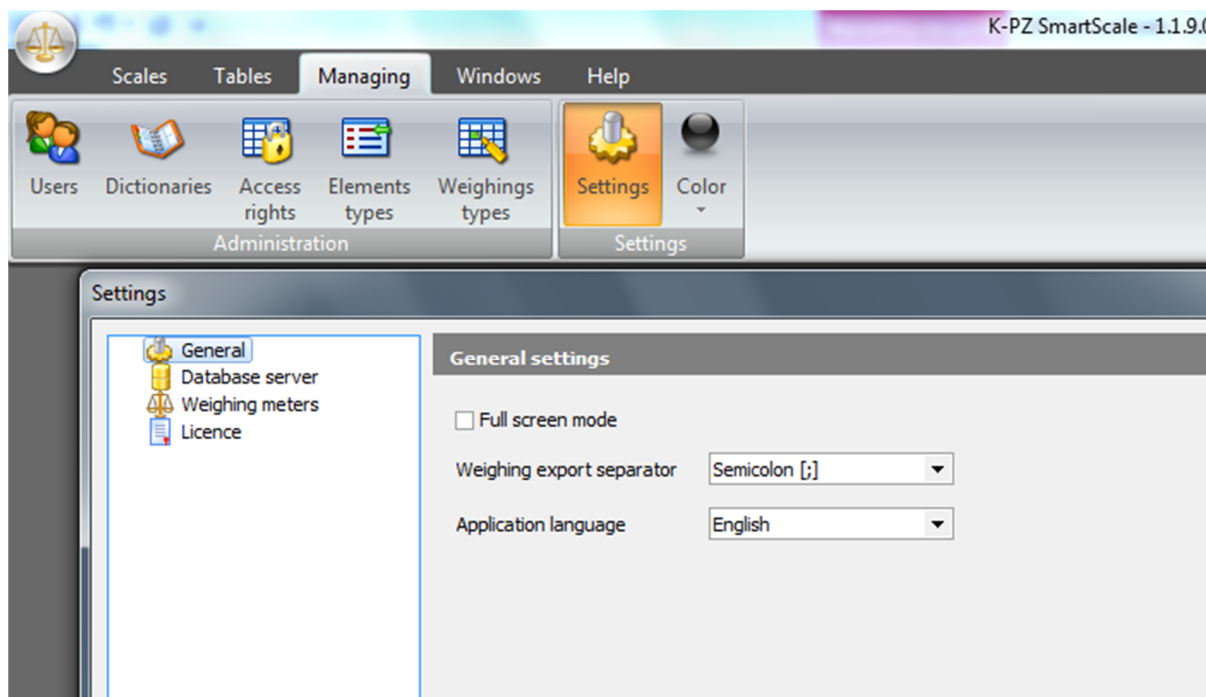 K-PZ SmartScale - 1.1.9.0
Scales Tables Managing Windows Help
Users Dictionaries Access rights Elements types Weighings types Settings Color
Administration Settings
Settings
General
Database server
Weighing meters
Licence
General settings
Full screen mode
Weighing export separator Semicolon [;]
Application language English